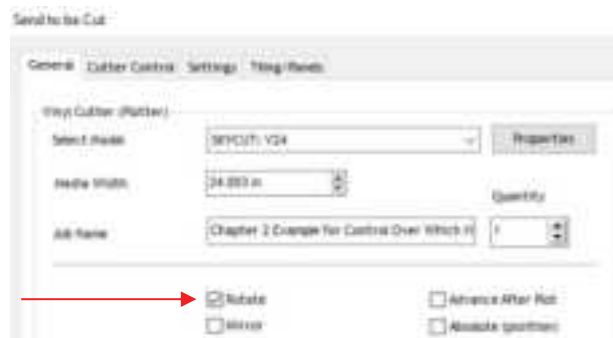 Send to be Cut
General Cutter Control Settings Tiling/Panels
Vinyl Cutter (Plotter)
Select Model SKYCUT: V24 Properties
Media Width 24.003 in
Quantity
Job Name Chapter 2 Example for Control Over Which H 1
Rotate Advance After Plot
Mirror Absolute (position)